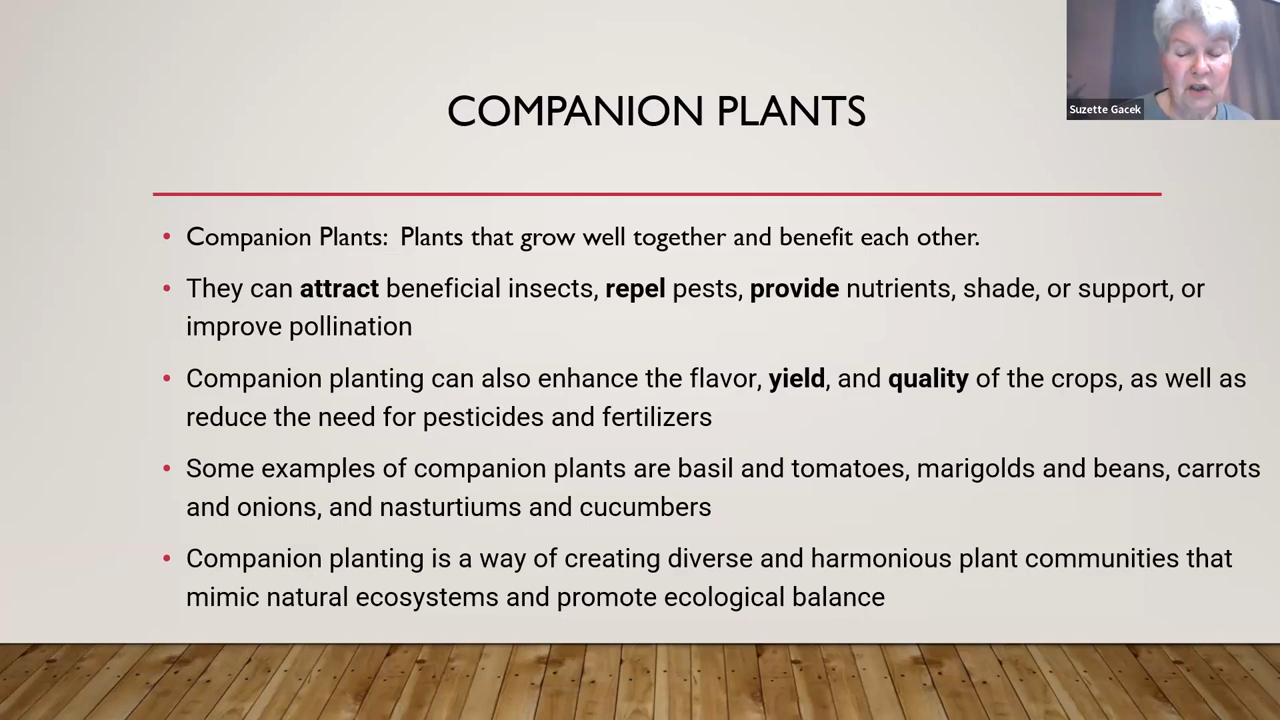 Suzette Gacek
COMPANION PLANTS
• Companion Plants:  Plants that grow well together and benefit each other.
• They can attract beneficial insects, repel pests, provide nutrients, shade, or support, or
improve pollination
• Companion planting can also enhance the flavor, yield, and quality of the crops, as well as
reduce the need for pesticides and fertilizers
• Some examples of companion plants are basil and tomatoes, marigolds and beans, carrots
and onions, and nasturtiums and cucumbers
• Companion planting is a way of creating diverse and harmonious plant communities that
mimic natural ecosystems and promote ecological balance